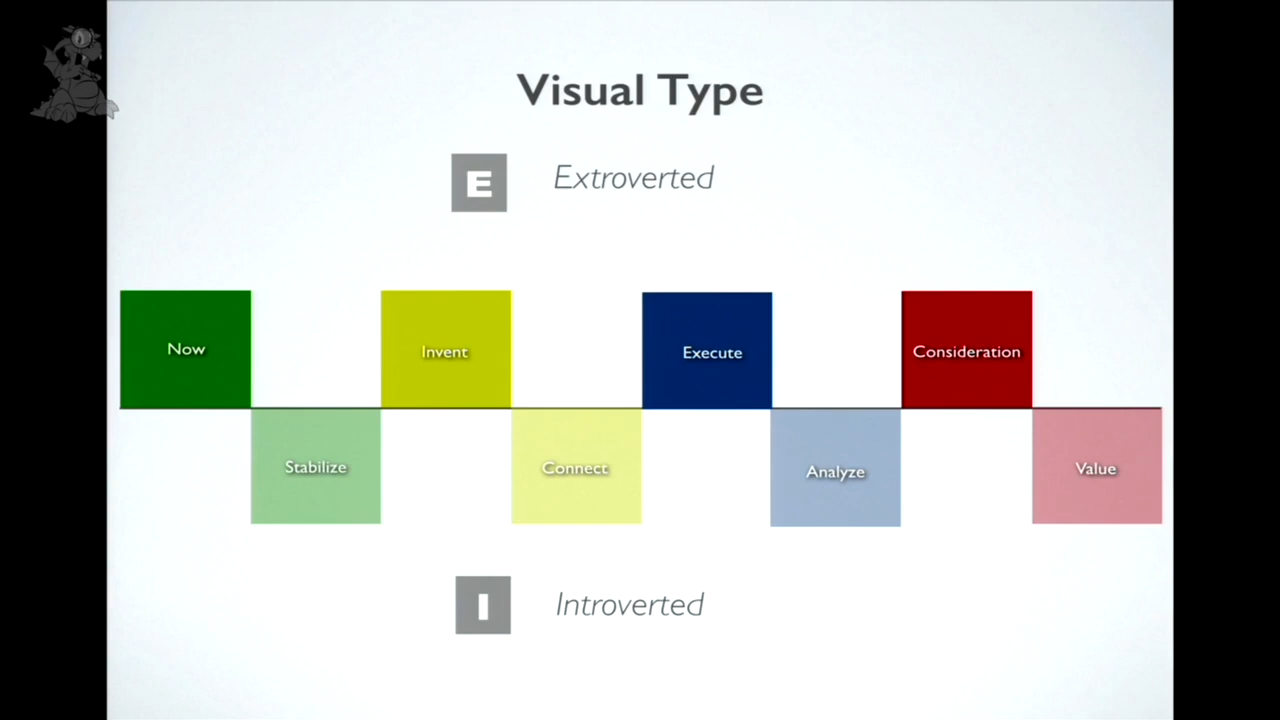 Visual Type
E Extroverted
Now Invent Execute Consideration
Stabilize Connect Analyze Value
I Introverted